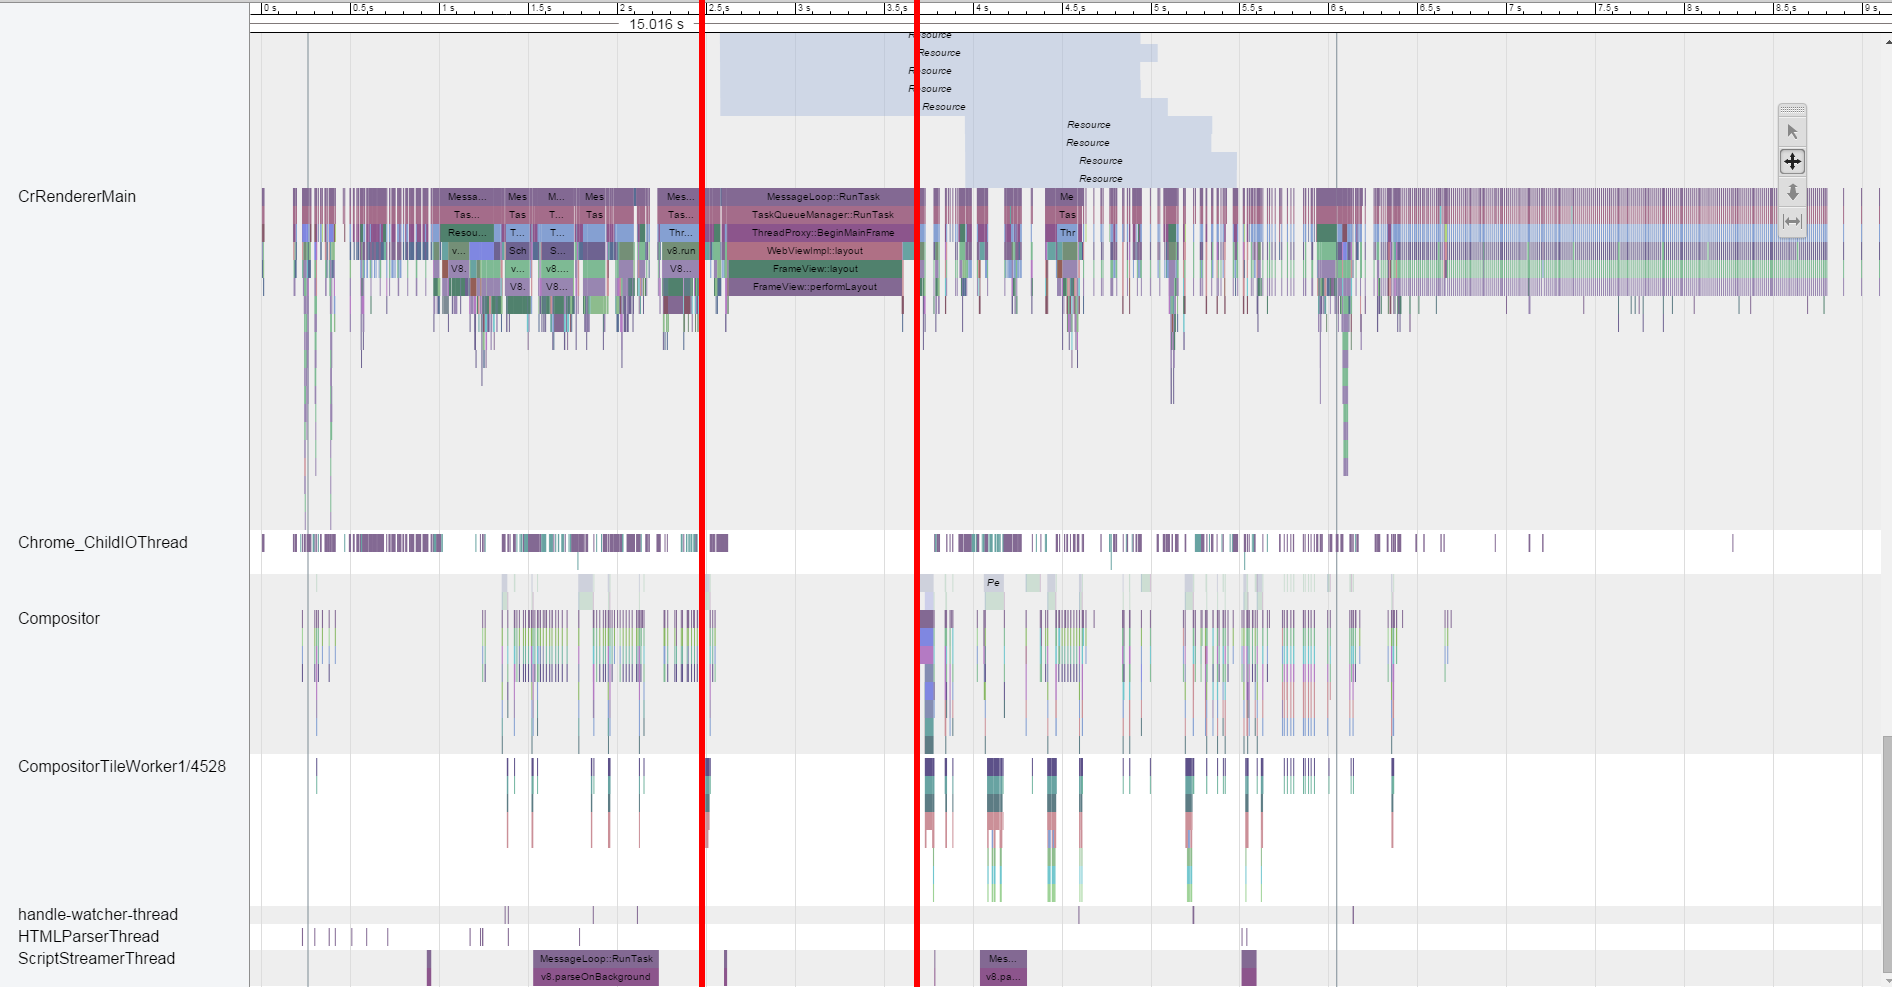 0 s 0.5 s 1 s 1.5 s 2 s 2.5 s 3 s 3.5 s 4 s 4.5 s 5 s 5.5 s 6 s 6.5 s 7 s 7.5 s 8 s 8.5 s 9 s
15.016 s
Resource
Resource
Resource
Resource
Resource
Resource
Resource
Resource
Resource
CrRendererMain
Messa... Mes M... Mes Mes... MessageLoop::RunTask Me
Tas... Tas T... Tas Tas... TaskQueueManager::RunTask Tas
Resou... T... T... Thr... ThreadProxy::BeginMainFrame Thr
v... Sch S... v8.run WebViewImpl::layout
V8. v... v8.... V8... FrameView::layout
V8. V8... FrameView::performLayout
Chrome_ChildIOThread
Pe
Compositor
CompositorTileWorker1/4528
handle-watcher-thread
HTMLParserThread
ScriptStreamerThread
MessageLoop::RunTask Mes...
v8.parseOnBackground v8.pa...